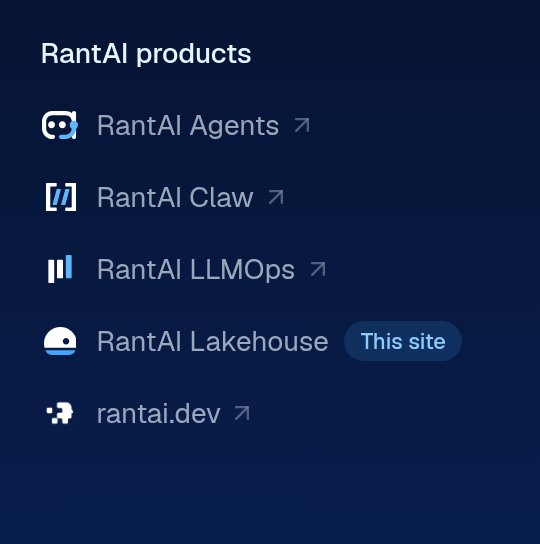 RantAI products
RantAI Agents
RantAI Claw
RantAI LLMOps
RantAI Lakehouse This site
rantai.dev